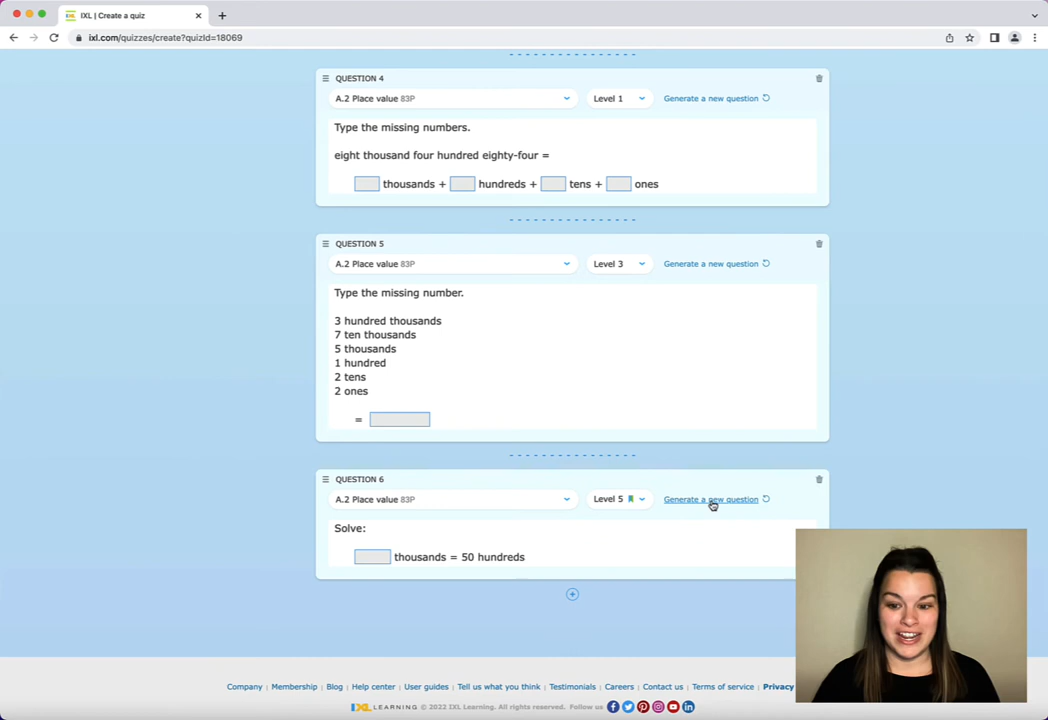 IXL | Create a quiz
ixl.com/quizzes/create?quizId=18069
QUESTION 4
A.2 Place value 83P
Level 1
Generate a new question
Type the missing numbers.
eight thousand four hundred eighty-four =
thousands + hundreds + tens + ones
QUESTION 5
A.2 Place value 83P
Level 3
Generate a new question
Type the missing number.
3 hundred thousands
7 ten thousands
5 thousands
1 hundred
2 tens
2 ones
=
QUESTION 6
A.2 Place value 83P
Level 5
Generate a new question
Solve:
thousands = 50 hundreds
Company | Membership | Blog | Help center | User guides | Tell us what you think | Testimonials | Careers | Contact us | Terms of service | Privacy
IXL LEARNING © 2022 IXL Learning. All rights reserved. Follow us